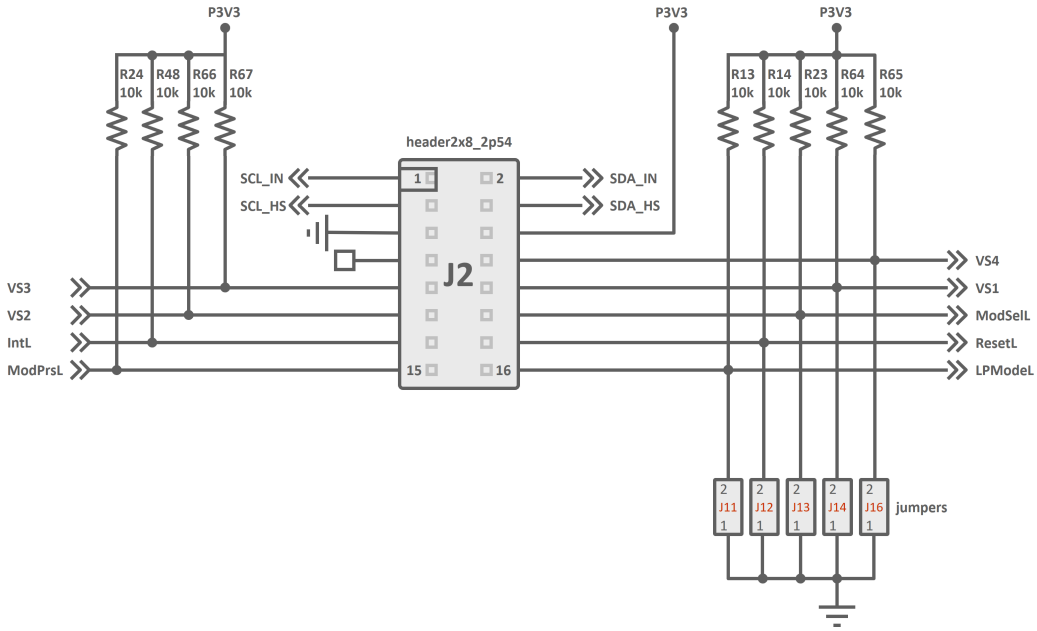 P3V3 P3V3 P3V3
R24 R48 R66 R67 R13 R14 R23 R64 R65
10k 10k 10k 10k 10k 10k 10k 10k 10k
header2x8_2p54
SCL_IN 1 2 SDA_IN
SCL_HS SDA_HS
J2
VS4
VS3 VS1
VS2 ModSelL
IntL ResetL
ModPrsL 15 16 LPModeL
2 2 2 2 2
J11 J12 J13 J14 J16 jumpers
1 1 1 1 1